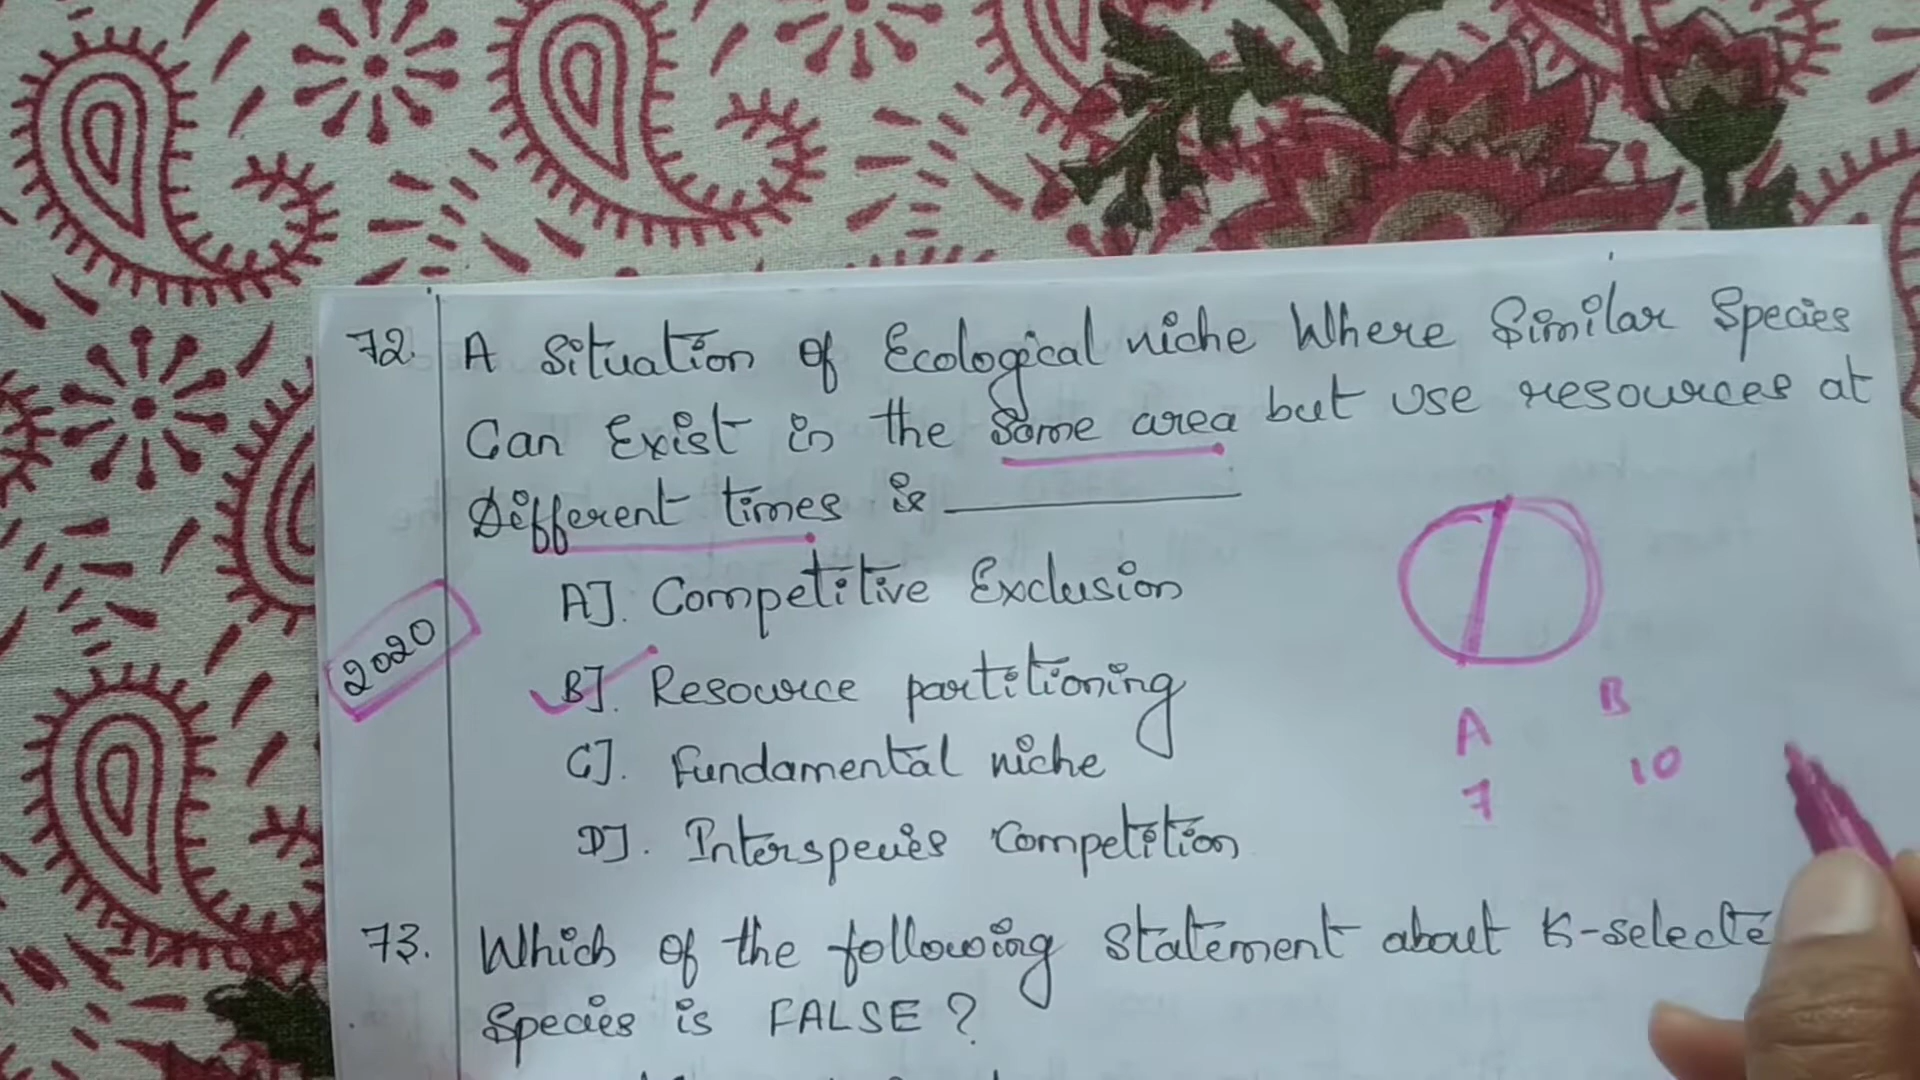 72. A Situation of Ecological niche Where Similar Species
Can Exist in the Same area but use resources at
Different times is
A]. Competitive Exclusion
2020
B]. Resource partitioning
C]. Fundamental niche
D]. Interspecies Competition
A B
7 10
73. Which of the following Statement about K-selecte
Species is FALSE?